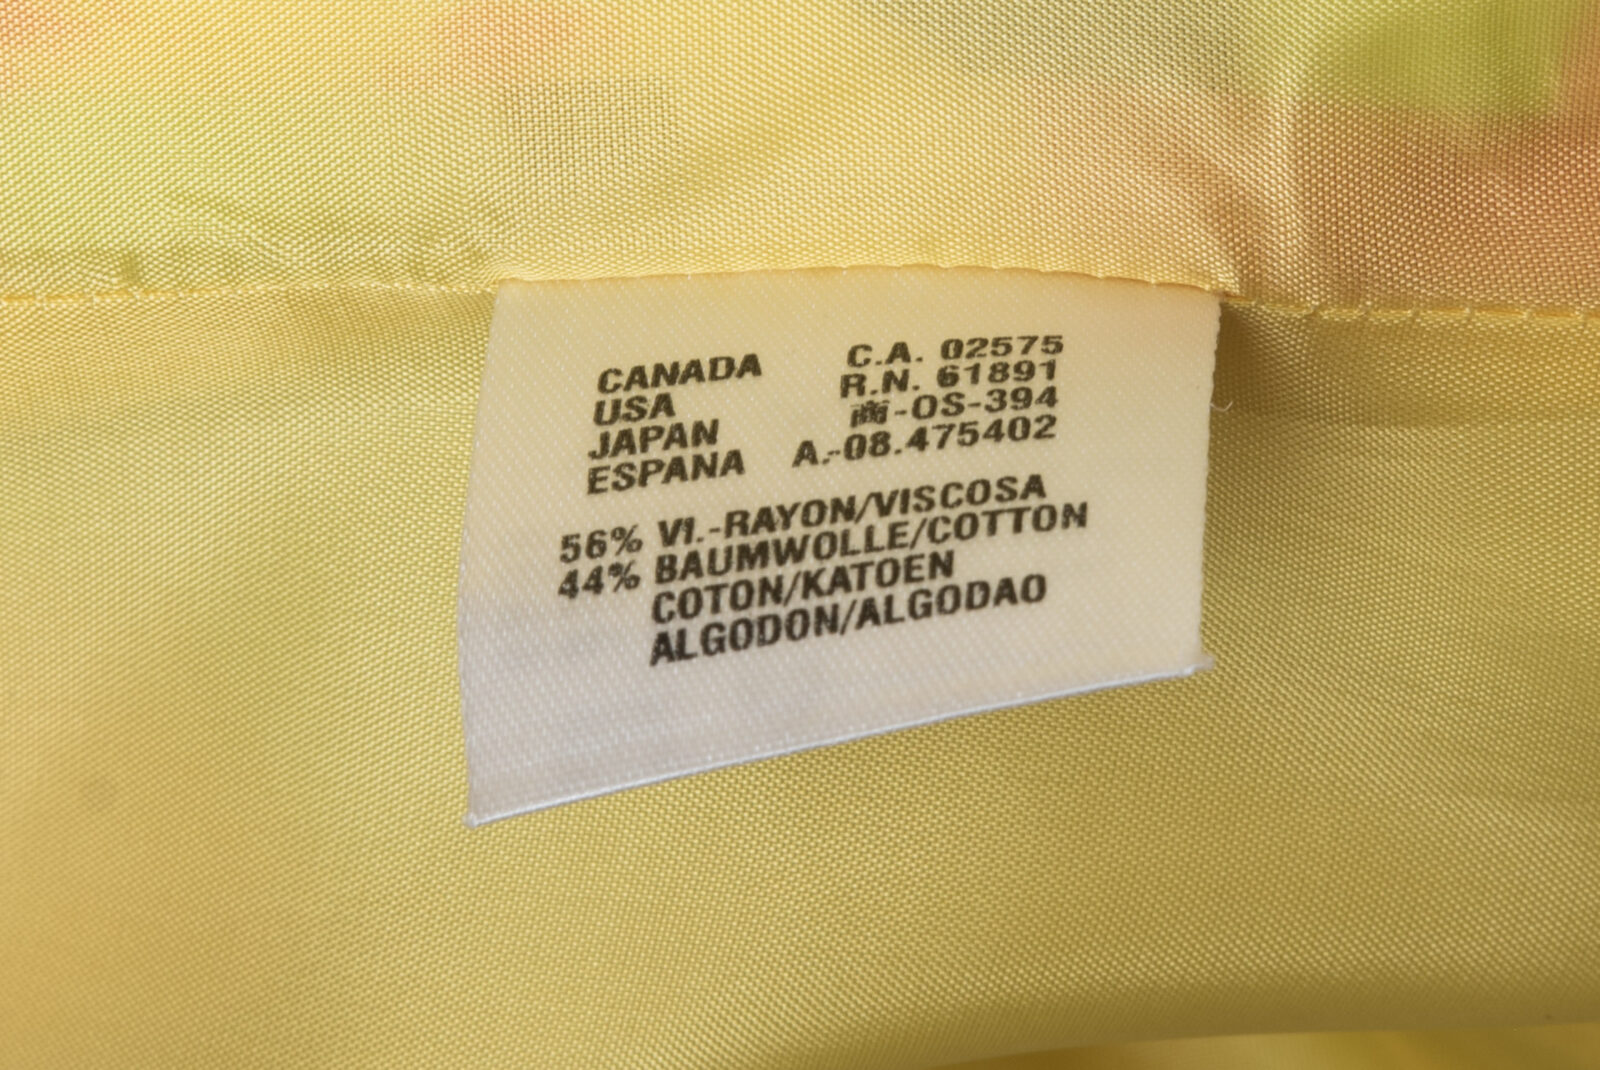 CANADA C.A. 02575
USA R.N. 61891
JAPAN -OS-394
ESPANA A.-08.475402
56% VI.-RAYON/VISCOSA
44% BAUMWOLLE/COTTON
COTON/KATOEN
ALGODON/ALGODAO